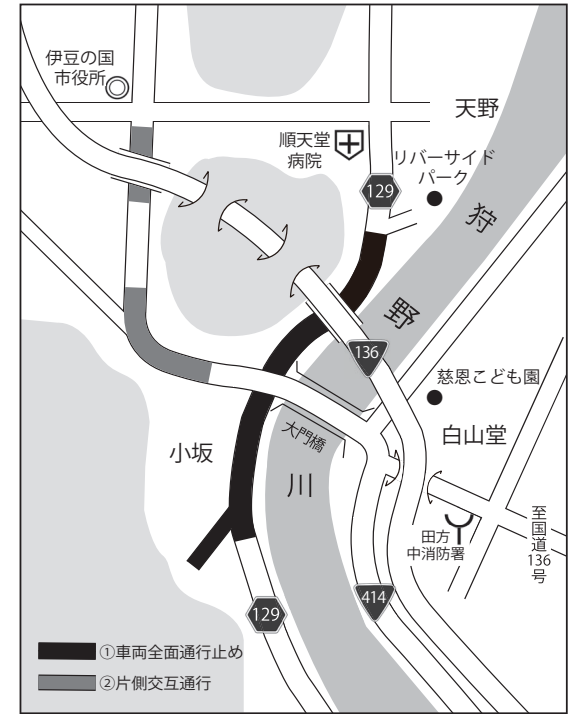 伊豆の国
市役所
天野
順天堂
病院
リバーサイド
パーク
129
狩
野
川
136
慈恩こども園
白山堂
大門橋
小坂
田方
中消防署
至国道136号
414
129
①車両全面通行止め
②片側交互通行